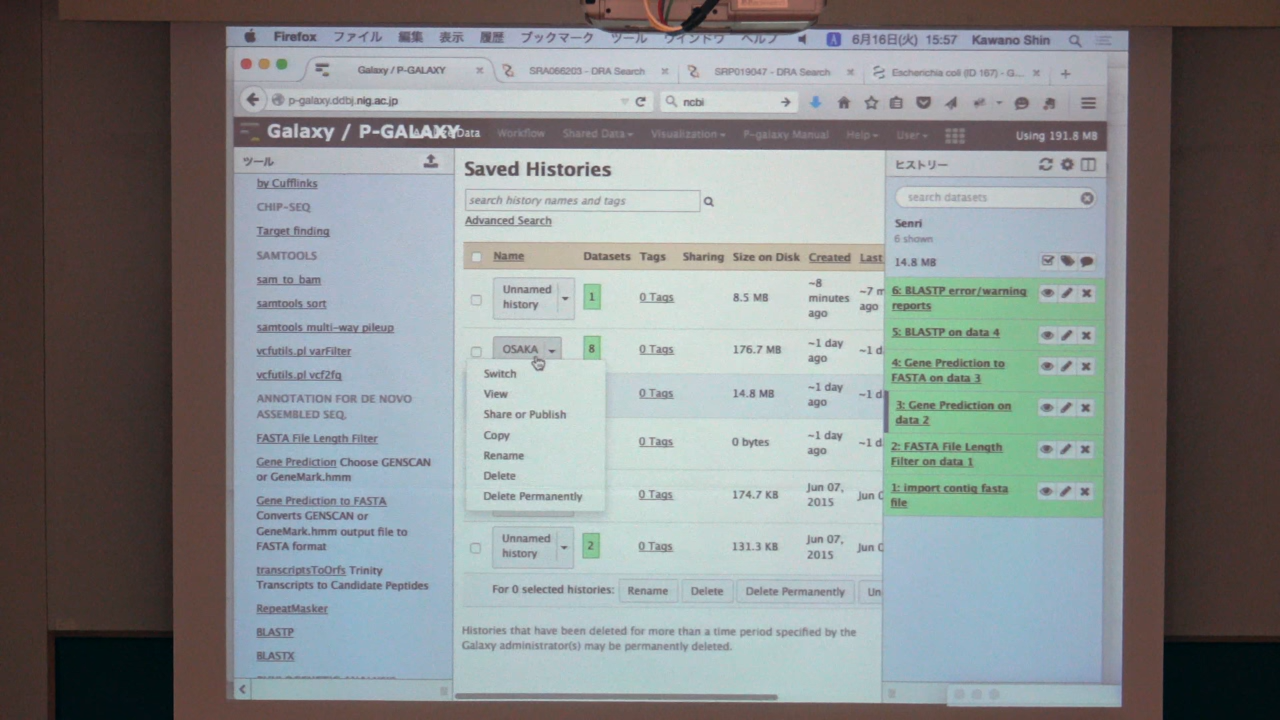 Firefox ファイル 編集 表示 履歴 ブックマーク ツール ウインドウ ヘルプ A 6月16日(火) 15:57 Kawano Shin
Galaxy / P-GALAXY × SRA066203 - DRA Search × SRP019047 - DRA Search × Escherichia coli (ID 167) - G... × +
p-galaxy.ddbj.nig.ac.jp ncbi
Galaxy / P-GALAXY Data Workflow Shared Data Visualization P-galaxy Manual Help User Using 191.8 MB
ツール
by Cufflinks
CHIP-SEQ
Target finding
SAMTOOLS
sam to bam
samtools sort
samtools multi-way pileup
vcfutils.pl varFilter
vcfutils.pl vcf2fq
ANNOTATION FOR DE NOVO
ASSEMBLED SEQ.
FASTA File Length Filter
Gene Prediction Choose GENSCAN
or GeneMark.hmm
Gene Prediction to FASTA
Converts GENSCAN or
GeneMark.hmm output file to
FASTA format
transcriptsToOrfs Trinity
Transcripts to Candidate Peptides
RepeatMasker
BLASTP
BLASTX
Saved Histories
search history names and tags
Advanced Search
Name Datasets Tags Sharing Size on Disk Created Last
Unnamed
history 1 0 Tags 8.5 MB ~8
minutes
ago ~7 m
ago
OSAKA 8 0 Tags 176.7 MB ~1 day
ago ~1 d
0 Tags 14.8 MB ~1 day
ago ~1 d
0 Tags 0 bytes ~1 day
ago ~1 d
0 Tags 174.7 KB Jun 07,
2015 Jun 0
Switch
View
Share or Publish
Copy
Rename
Delete
Delete Permanently
Unnamed
history 2 0 Tags 131.3 KB Jun 07,
2015 Jun 0
For 0 selected histories: Rename Delete Delete Permanently Un
Histories that have been deleted for more than a time period specified by the
Galaxy administrator(s) may be permanently deleted.
ヒストリー
search datasets
Senri
6 shown
14.8 MB
6: BLASTP error/warning
reports
5: BLASTP on data 4
4: Gene Prediction to
FASTA on data 3
3: Gene Prediction on
data 2
2: FASTA File Length
Filter on data 1
1: import contig fasta
file